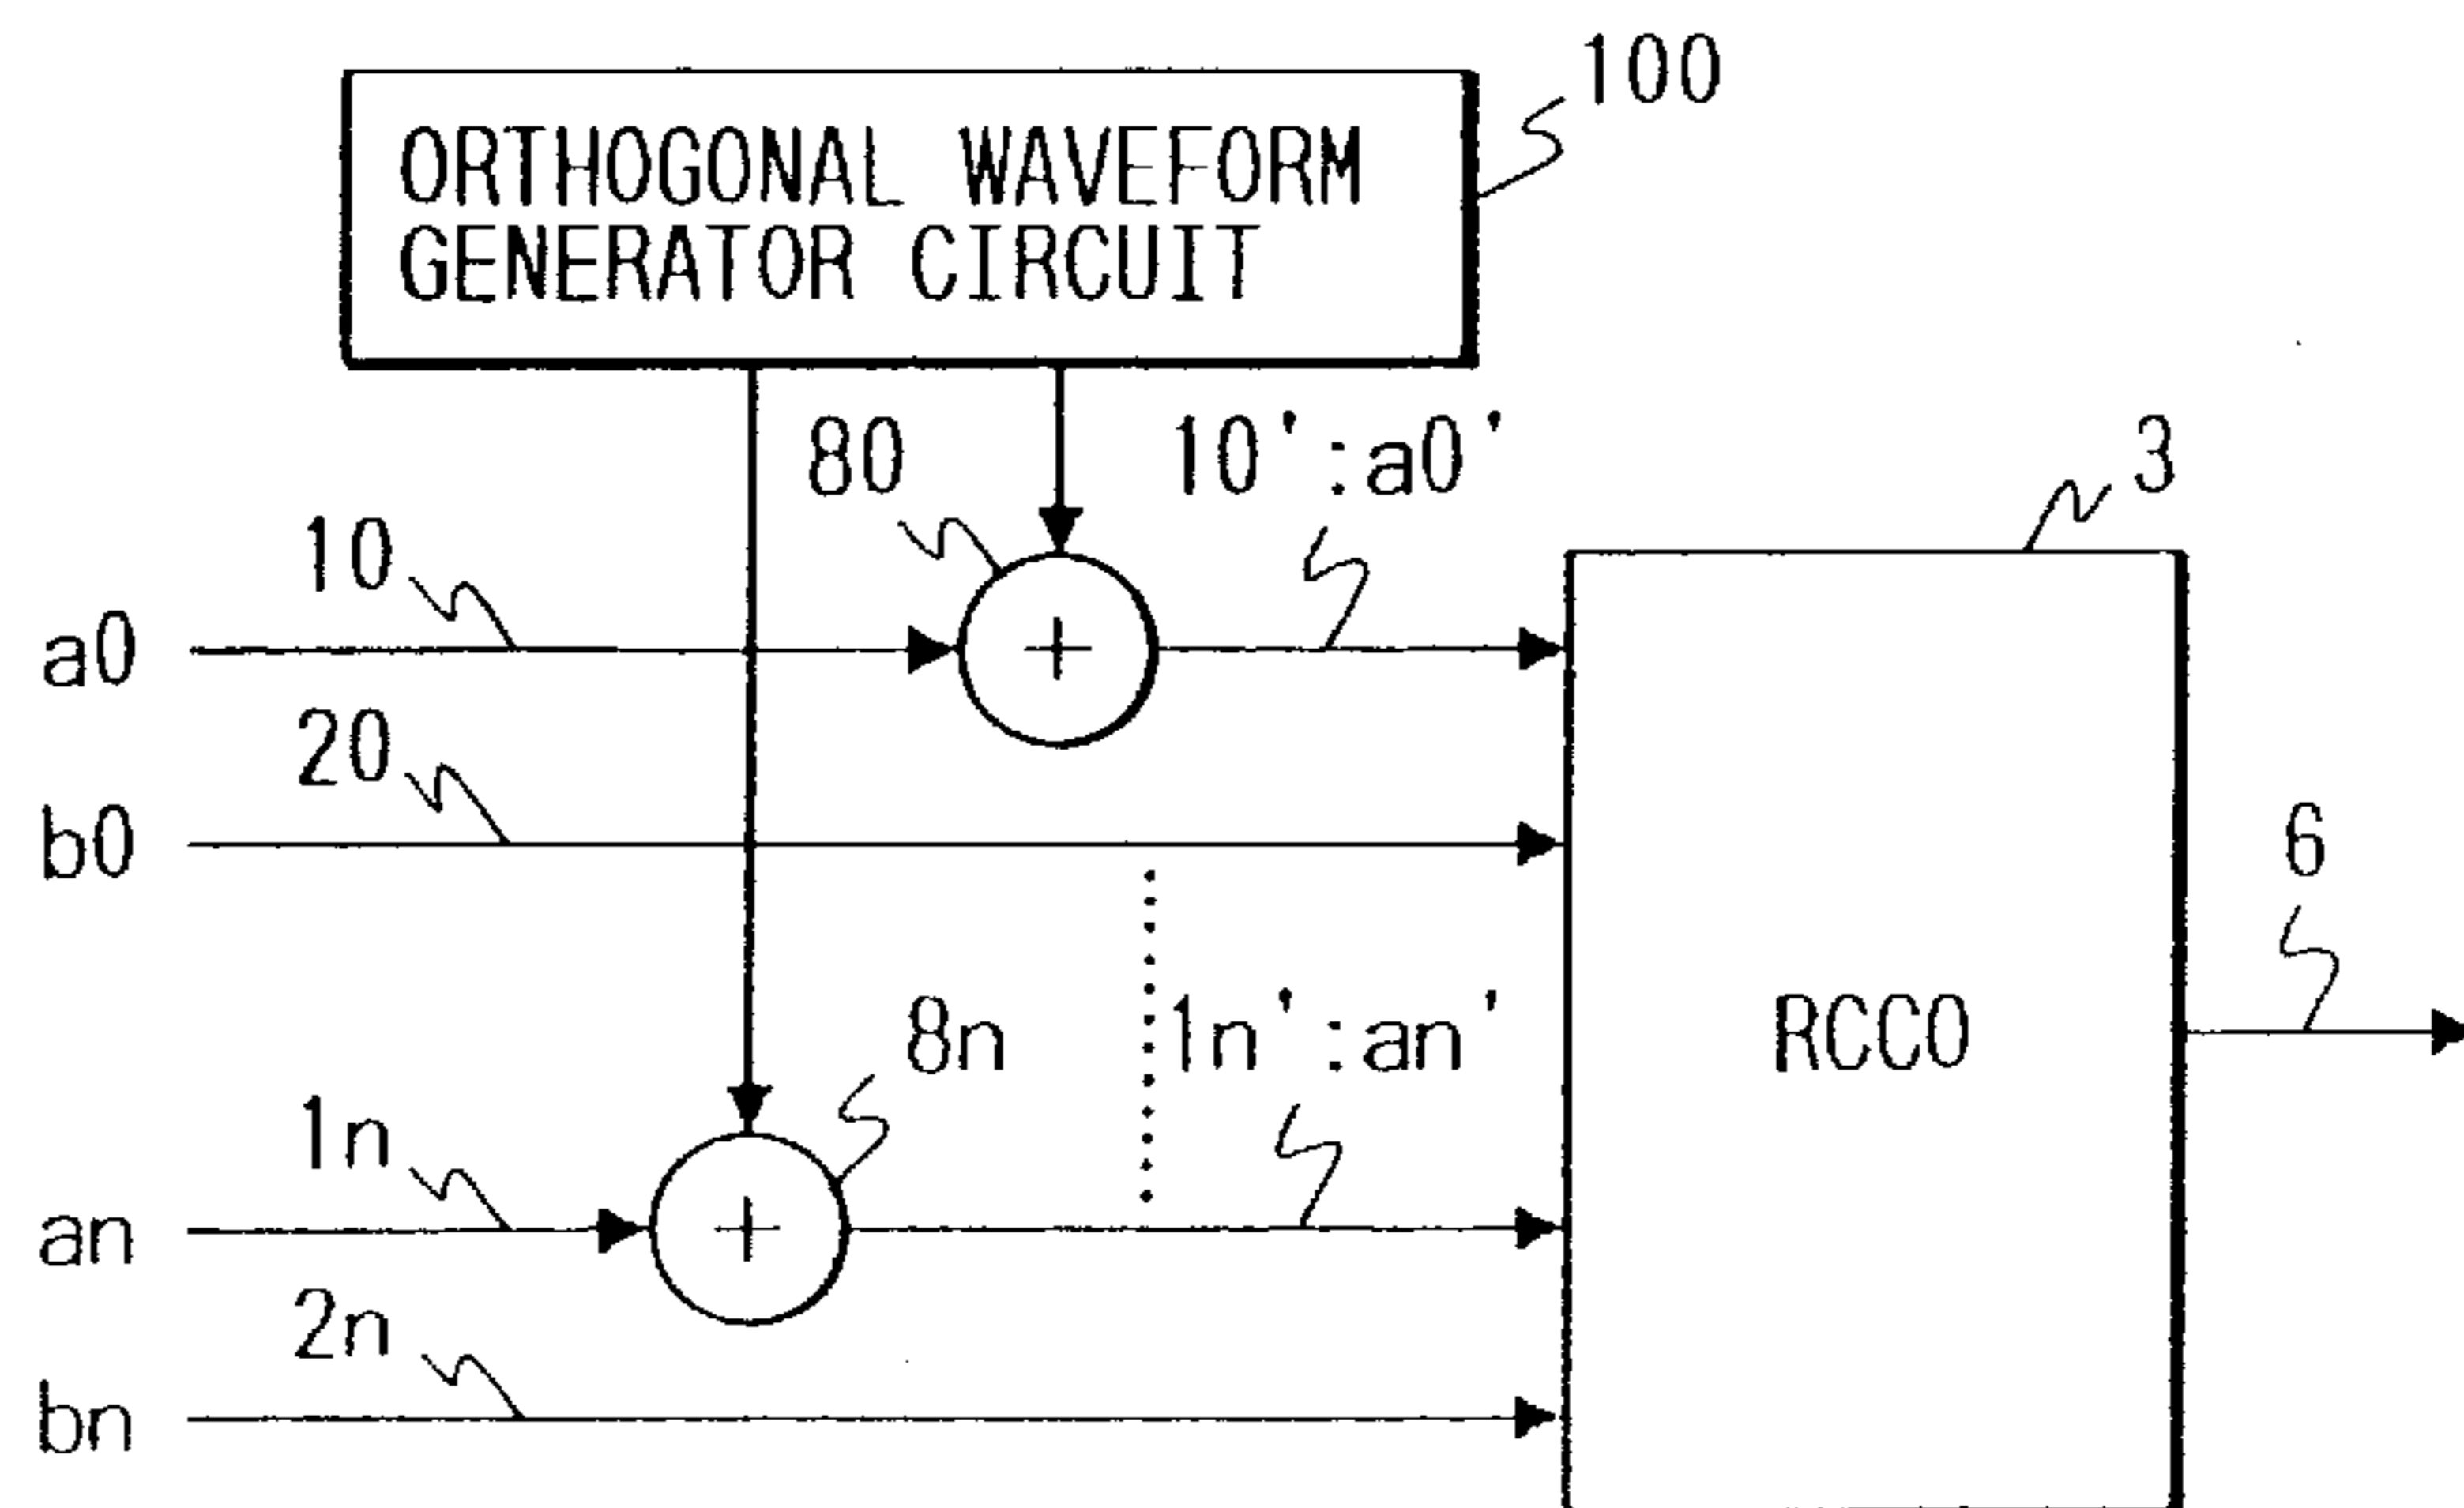 100
ORTHOGONAL WAVEFORM
GENERATOR CIRCUIT
80
10':a0'
3
10
+
a0
20
b0
6
8n
1n':an'
RCCO
1n
+
an
2n
bn